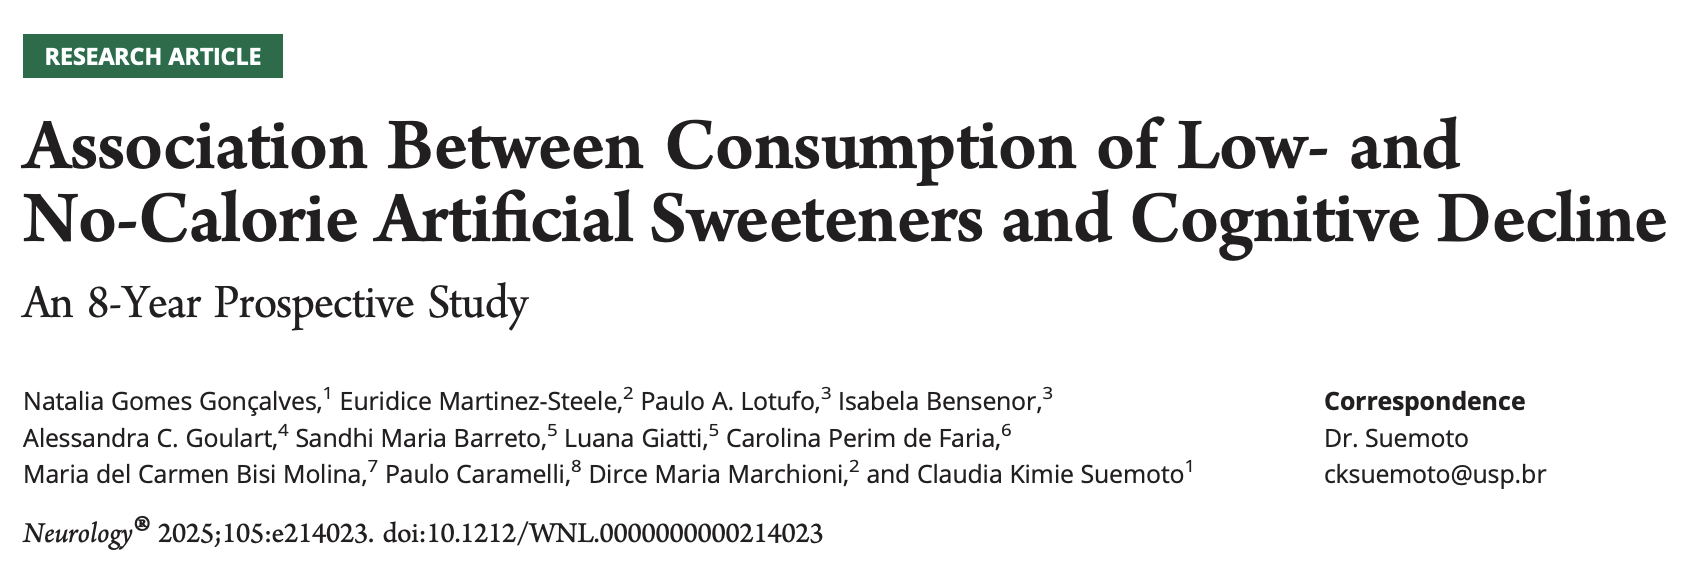 RESEARCH ARTICLE
Association Between Consumption of Low- and
No-Calorie Artificial Sweeteners and Cognitive Decline
An 8-Year Prospective Study
Natalia Gomes Gonçalves,1 Euridice Martinez-Steele,2 Paulo A. Lotufo,3 Isabela Bensenor,3
Alessandra C. Goulart,4 Sandhi Maria Barreto,5 Luana Giatti,5 Carolina Perim de Faria,6
Maria del Carmen Bisi Molina,7 Paulo Caramelli,8 Dirce Maria Marchioni,2 and Claudia Kimie Suemoto1
Correspondence
Dr. Suemoto
cksuemoto@usp.br
Neurology® 2025;105:e214023. doi:10.1212/WNL.0000000000214023